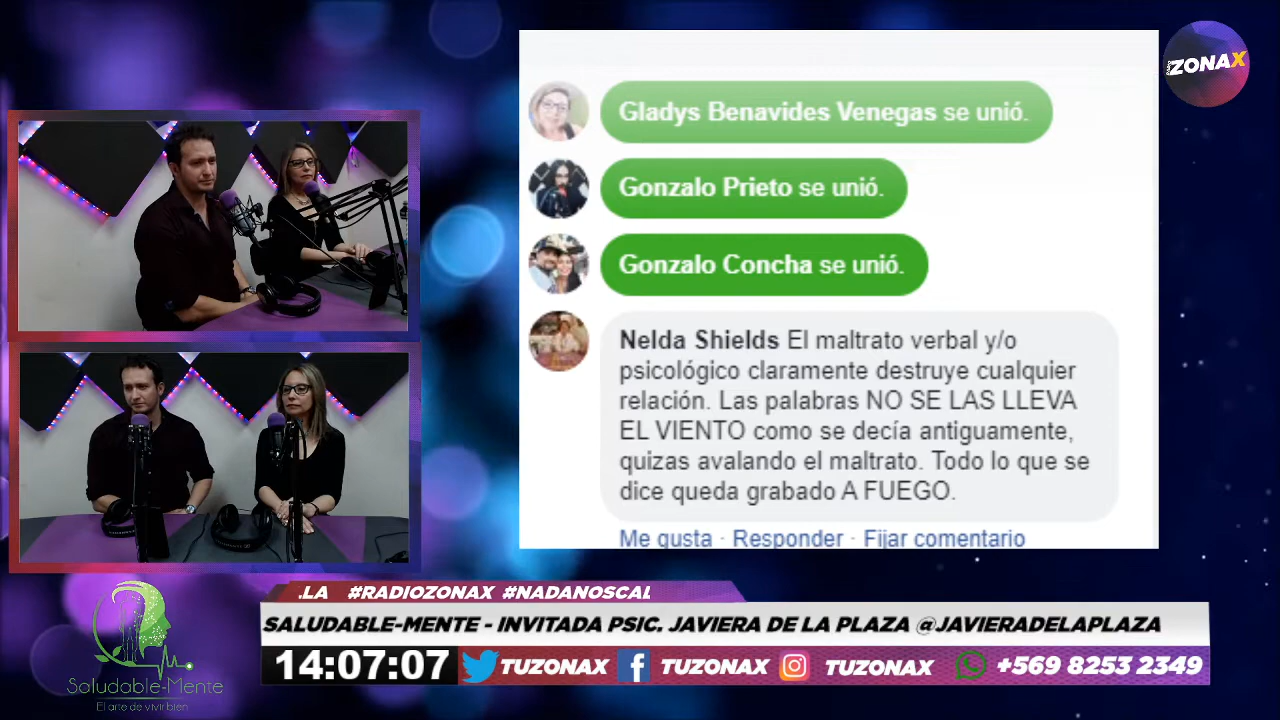 ZONAX
Gladys Benavides Venegas se unió.
Gonzalo Prieto se unió.
Gonzalo Concha se unió.
Nelda Shields El maltrato verbal y/o
psicológico claramente destruye cualquier
relación. Las palabras NO SE LAS LLEVA
EL VIENTO como se decía antiguamente,
quizas avalando el maltrato. Todo lo que se
dice queda grabado A FUEGO.
Me gusta · Responder · Fijar comentario
.LA #RADIOZONAX #NADANOSCAL
SALUDABLE-MENTE - INVITADA PSIC. JAVIERA DE LA PLAZA @JAVIERADELAPLAZA
14:07:07 TUZONAX TUZONAX TUZONAX +569 8253 2349
Saludable-Mente
El arte de vivir bien